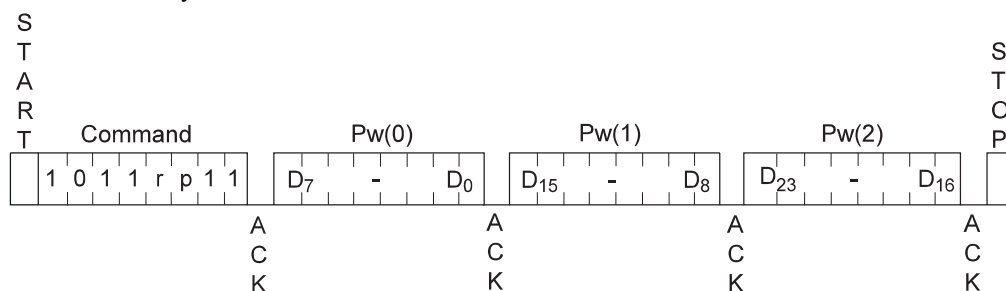 START
STOP
Command
Pw(0)
Pw(1)
Pw(2)
1 0 1 1 r p 1 1
D7 - D0
D15 - D8
D23 - D16
ACK
ACK
ACK
ACK